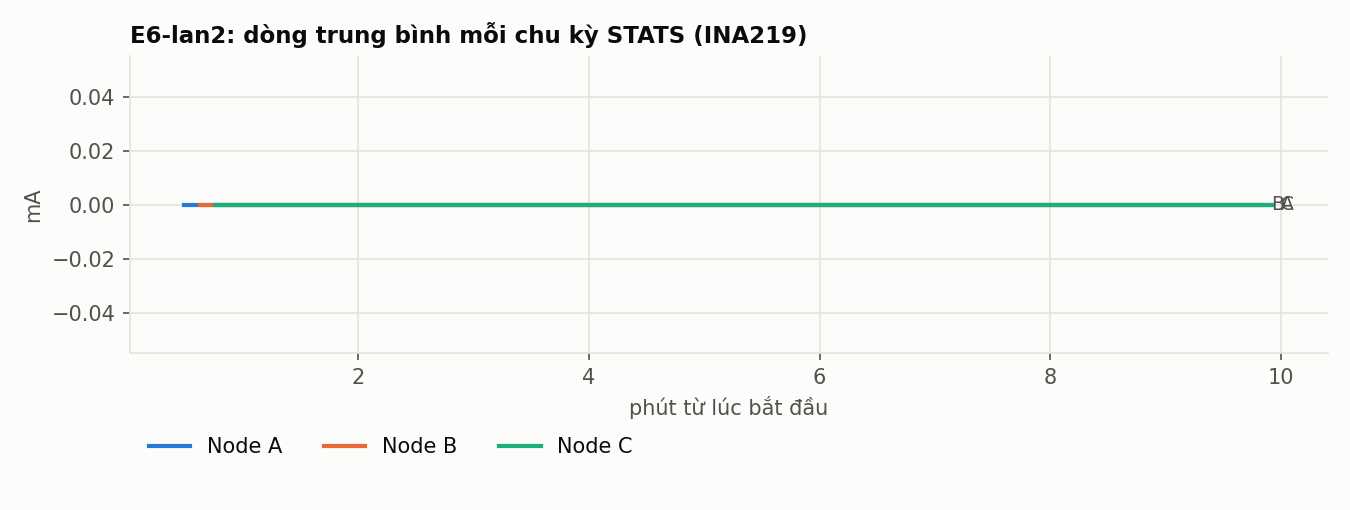 E6-lan2: dòng trung bình mỗi chu kỳ STATS (INA219)
0.04
0.02
0.00
−0.02
−0.04
mA
2 4 6 8 10
phút từ lúc bắt đầu
Node A Node B Node C